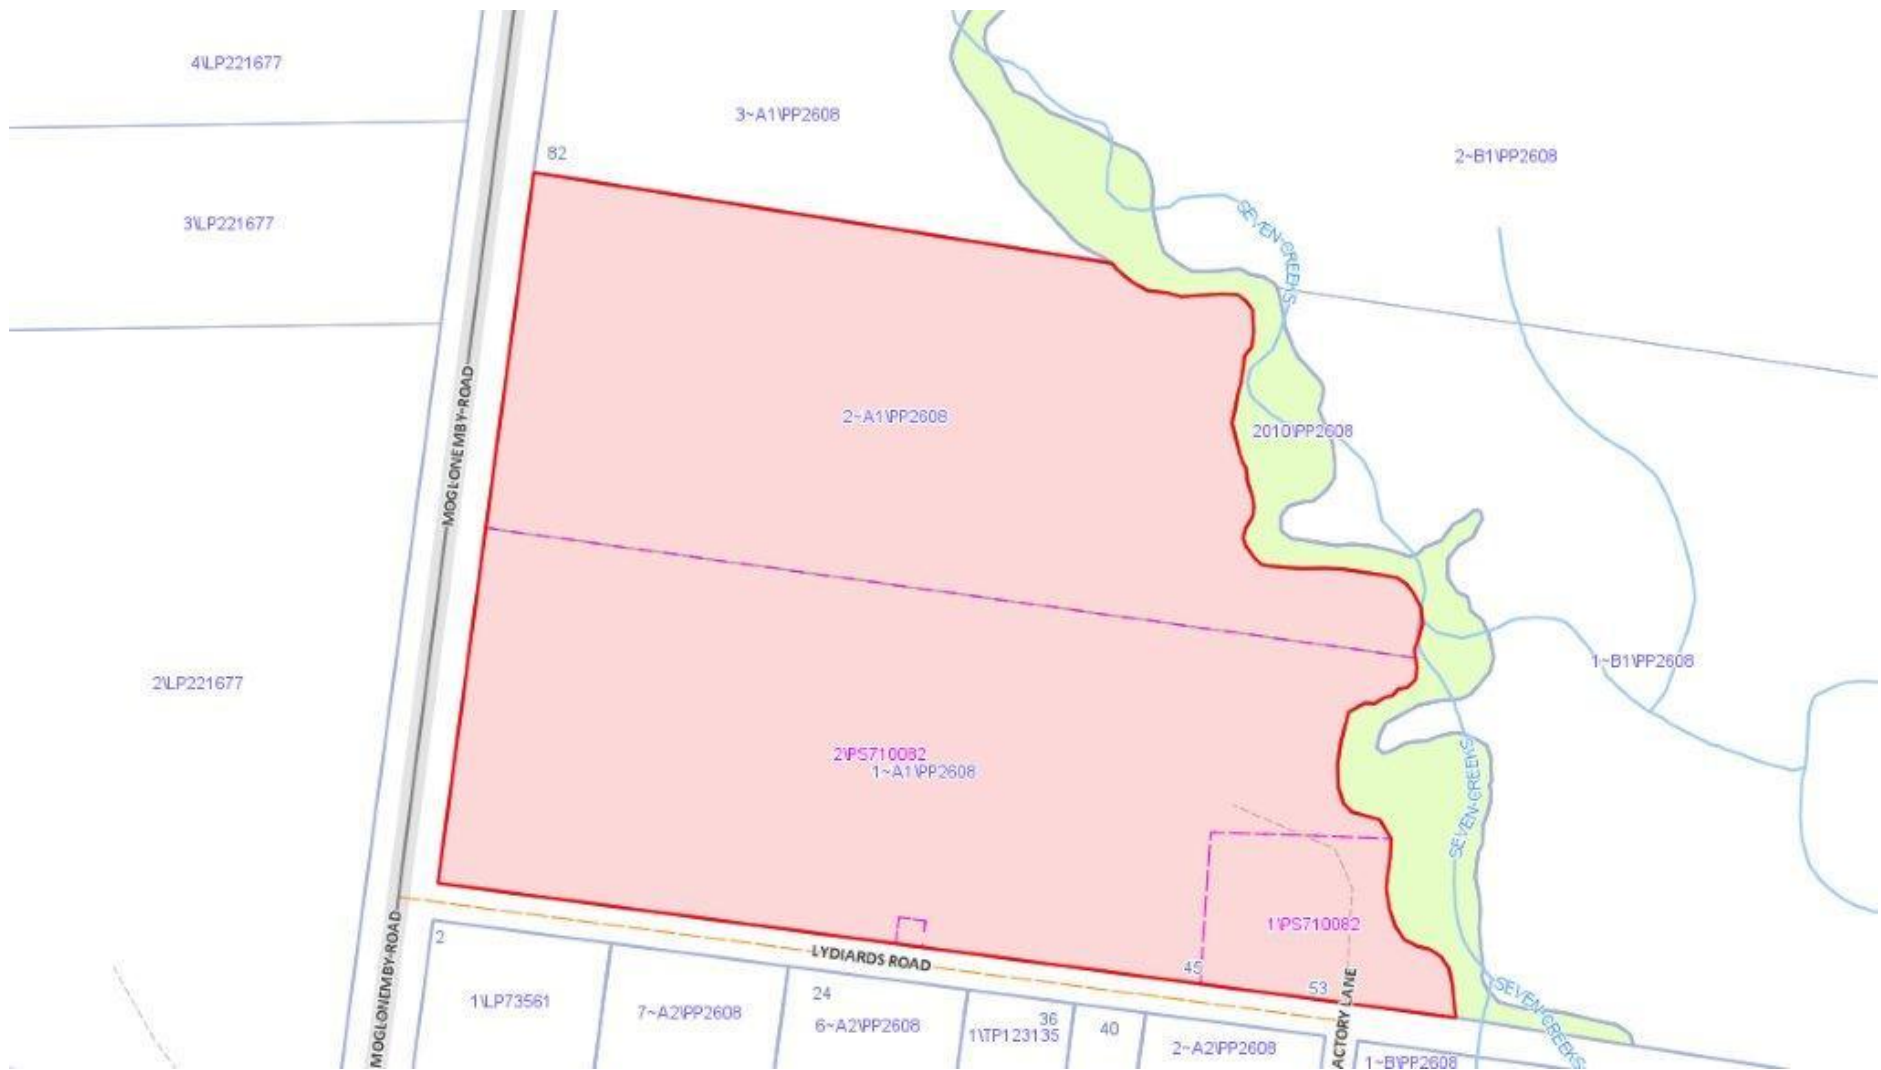 4\LP221677
3~A1\PP2608
82
2~B1\PP2608
3\LP221677
SEVEN-CREEKS
2~A1\PP2608
2010\PP2608
MOGLONEMBY-ROAD
1~B1\PP2608
2\LP221677
2\PS710082
1~A1\PP2608
SEVEN-CREEKS
1\PS710082
MOGLONEMBY-ROAD
2
LYDIARDS ROAD
45
53
SEVEN-CREEKS
ACTORY LANE
1\LP73561
7~A2\PP2608
24
6~A2\PP2608
36
1\TP123135
40
2~A2\PP2608
1~B\PP2608